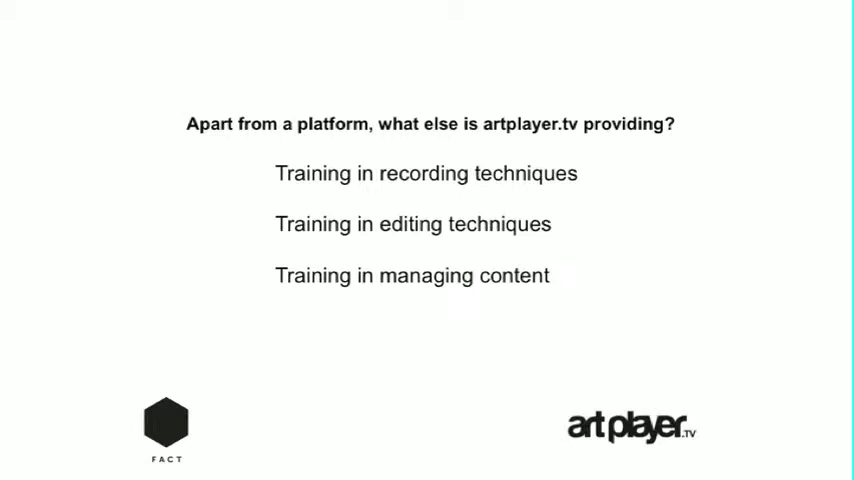 Apart from a platform, what else is artplayer.tv providing?
Training in recording techniques
Training in editing techniques
Training in managing content
FACT
artplayer.TV